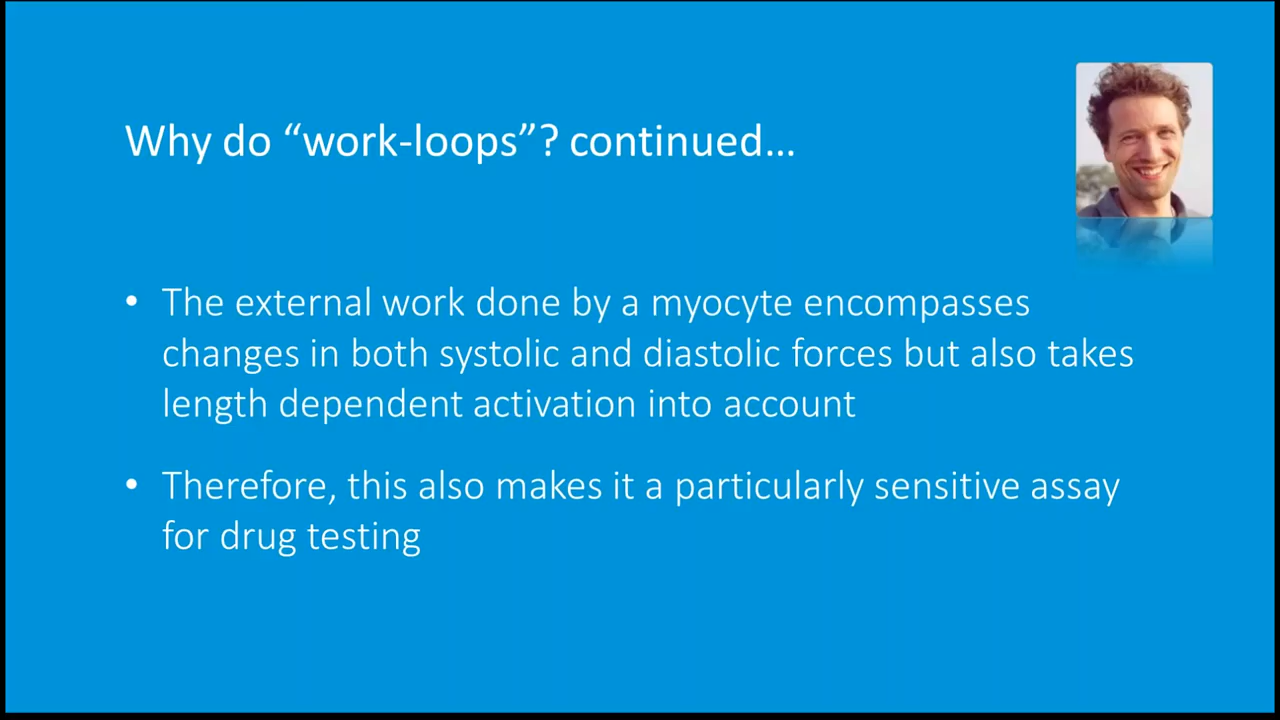 Why do “work-loops”? continued…
• The external work done by a myocyte encompasses
changes in both systolic and diastolic forces but also takes
length dependent activation into account
• Therefore, this also makes it a particularly sensitive assay
for drug testing